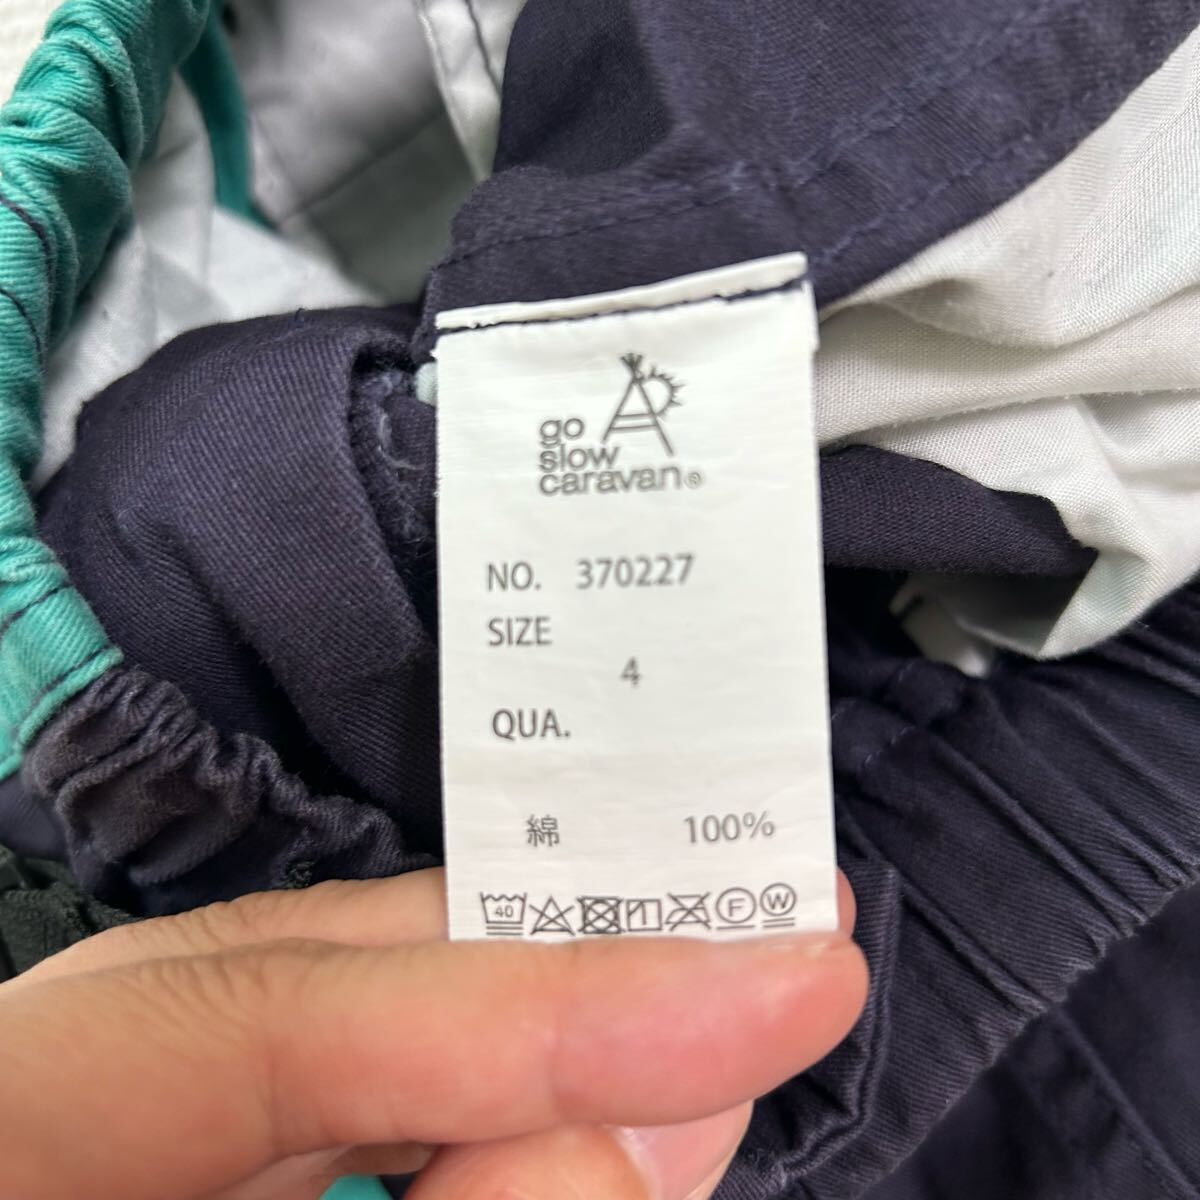 go
slow
caravan®
NO. 370227
SIZE
4
QUA.
綿 100%
40 F W